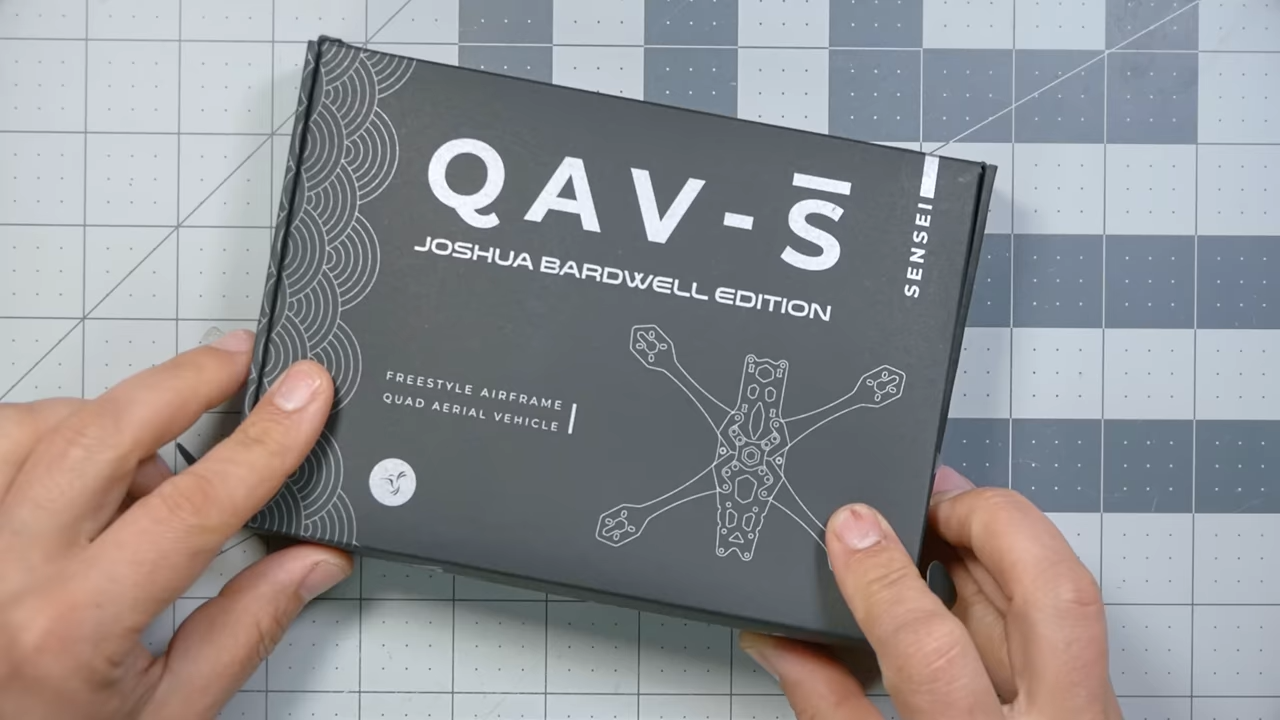 QAV-S̄
JOSHUA BARDWELL EDITION
SENSEI
FREESTYLE AIRFRAME
QUAD AERIAL VEHICLE